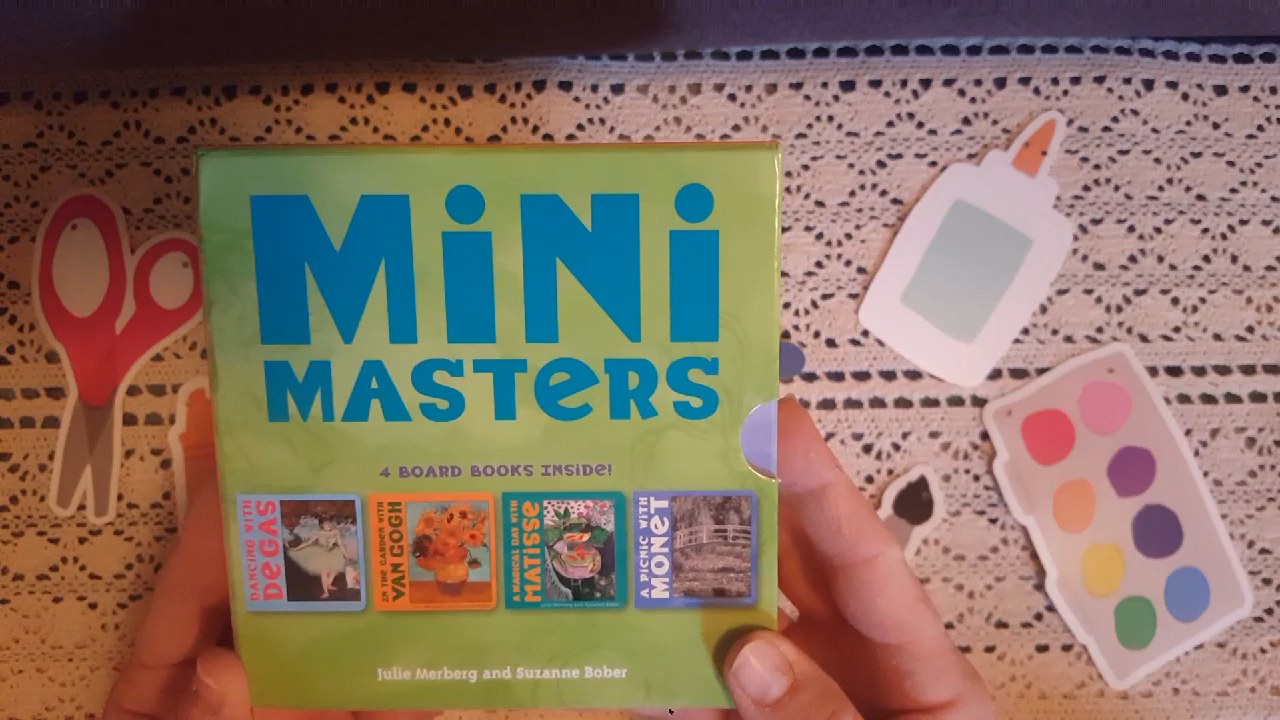 MiNi
MASTeRS
4 BOARD BOOKS INSiDe!
DANCING WITH
DeGAS
IN THE GARDEN WITH
VAN GOGH
A MAGICAL DAY WITH
MATISSE
A PICNIC WITH
MONET
Julie Merberg and Suzanne Bober